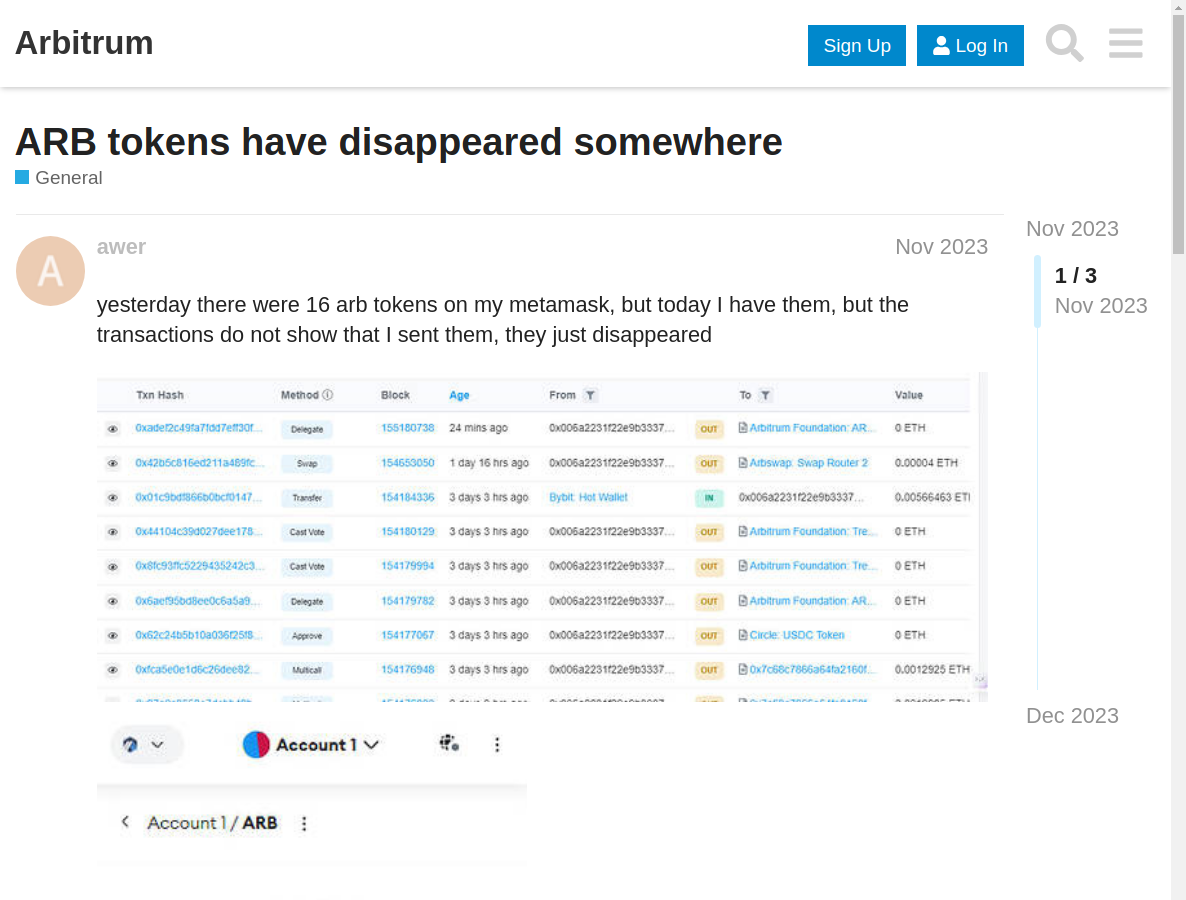 Arbitrum
Sign Up
Log In
ARB tokens have disappeared somewhere
General
A
awer
Nov 2023
yesterday there were 16 arb tokens on my metamask, but today I have them, but the
transactions do not show that I sent them, they just disappeared
Txn Hash Method Block Age From To Value
0xadef2c49fa7fdd7eff30f... Delegate 155180738 24 mins ago 0x006a2231f22e9b3337... OUT Arbitrum Foundation: AR... 0 ETH
0x42b5c816ed211a489fc... Swap 154653050 1 day 16 hrs ago 0x006a2231f22e9b3337... OUT Arbswap: Swap Router 2 0.00004 ETH
0x01c9bdf866b0bcf0147... Transfer 154184336 3 days 3 hrs ago Bybit: Hot Wallet IN 0x006a2231f22e9b3337... 0.00566463 ETH
0x44104c39d027dee178... Cast Vote 154180129 3 days 3 hrs ago 0x006a2231f22e9b3337... OUT Arbitrum Foundation: Tre... 0 ETH
0x8fc93ffc5229435242c3... Cast Vote 154179994 3 days 3 hrs ago 0x006a2231f22e9b3337... OUT Arbitrum Foundation: Tre... 0 ETH
0x6aef95bd8ee0c6a5a9... Delegate 154179782 3 days 3 hrs ago 0x006a2231f22e9b3337... OUT Arbitrum Foundation: AR... 0 ETH
0x62c24b5b10a036f25f8... Approve 154177067 3 days 3 hrs ago 0x006a2231f22e9b3337... OUT Circle: USDC Token 0 ETH
0xfca5e0e1d6c26dee82... Multicall 154176948 3 days 3 hrs ago 0x006a2231f22e9b3337... OUT 0x7c68c7866a64fa2160f... 0.0012925 ETH
Account 1
Account 1 / ARB
Nov 2023
1 / 3
Nov 2023
Dec 2023